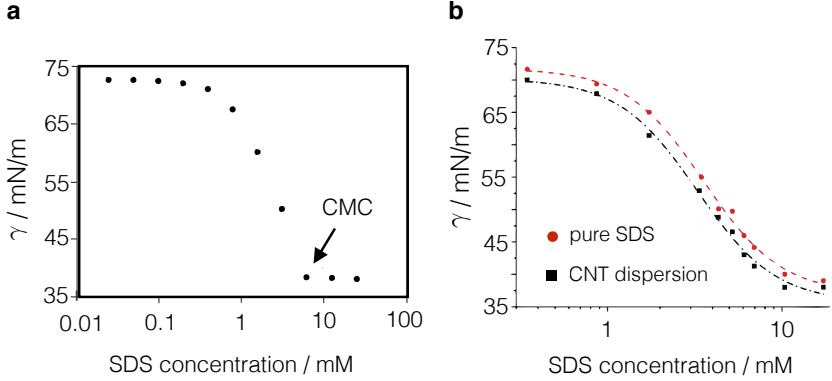 a
75
65
55
45
35
γ / mN/m
CMC
0.01
0.1
1
10
100
SDS concentration / mM
b
75
65
55
45
35
γ / mN/m
pure SDS
CNT dispersion
1
10
SDS concentration / mM